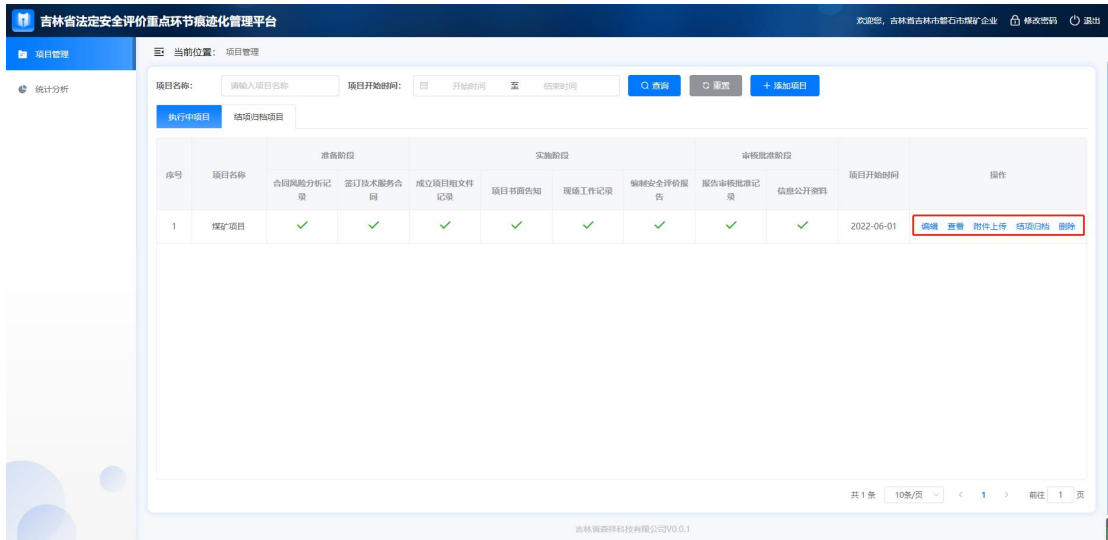 吉林省法定安全评价重点环节痕迹化管理平台
欢迎您，吉林省吉林市磐石市煤矿企业 修改密码 退出
项目管理
统计分析
当前位置： 项目管理
项目名称： 请输入项目名称 项目开始时间： 开始时间 至 结束时间 查询 重置 + 添加项目
执行中项目 结项归档项目
序号 项目名称 准备阶段 实施阶段 审核批准阶段 项目开始时间 操作
合同风险分析记录 签订技术服务合同 成立项目组文件记录 项目书面告知 现场工作记录 编制安全评价报告 报告审核批准记录 信息公开资料
1 煤矿项目 ✓ ✓ ✓ ✓ ✓ ✓ ✓ ✓ 2022-06-01 编辑 查看 附件上传 结项归档 删除
共 1 条 10条/页 < 1 > 前往 1 页
吉林省森祥科技有限公司V0.0.1